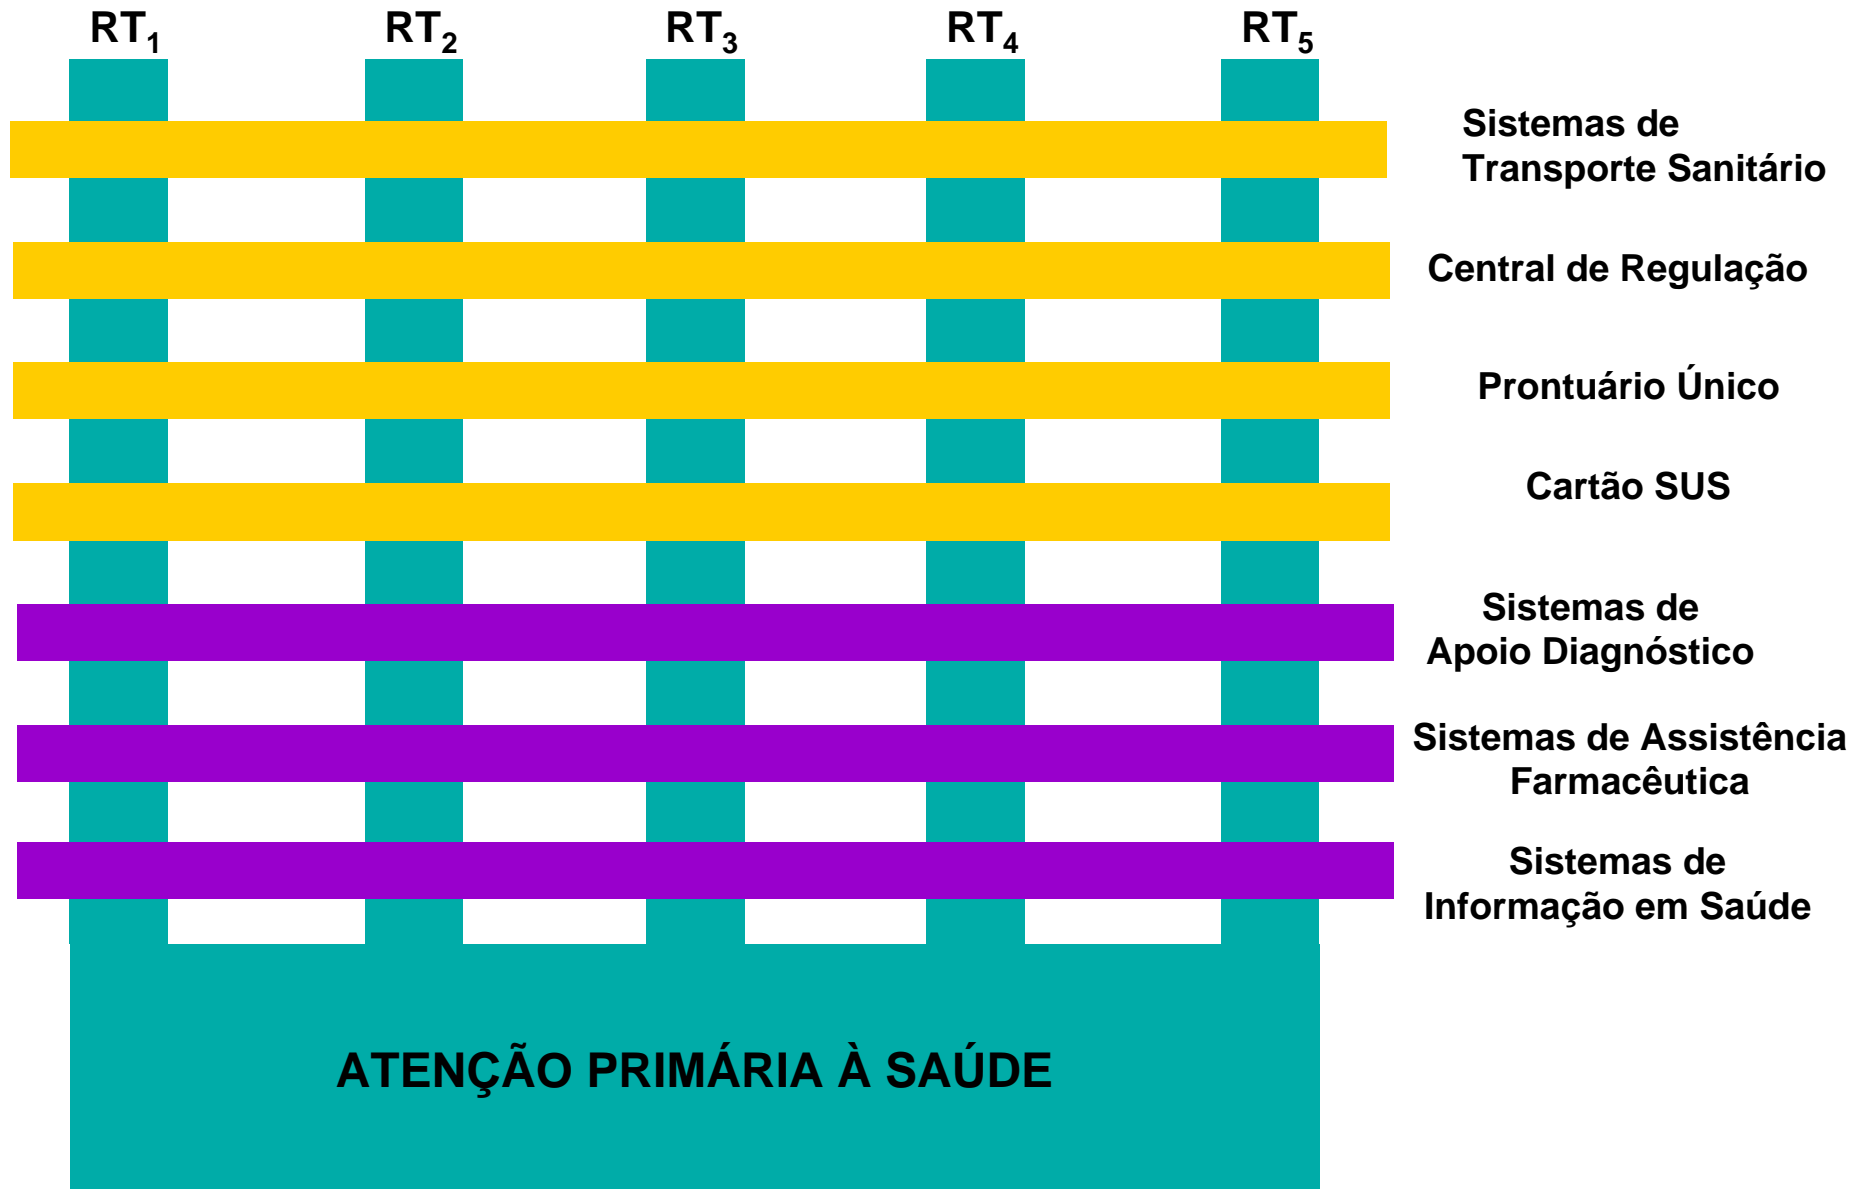 RT1 RT2 RT3 RT4 RT5
Sistemas de
Transporte Sanitário
Central de Regulação
Prontuário Único
Cartão SUS
Sistemas de
Apoio Diagnóstico
Sistemas de Assistência
Farmacêutica
Sistemas de
Informação em Saúde
ATENÇÃO PRIMÁRIA À SAÚDE